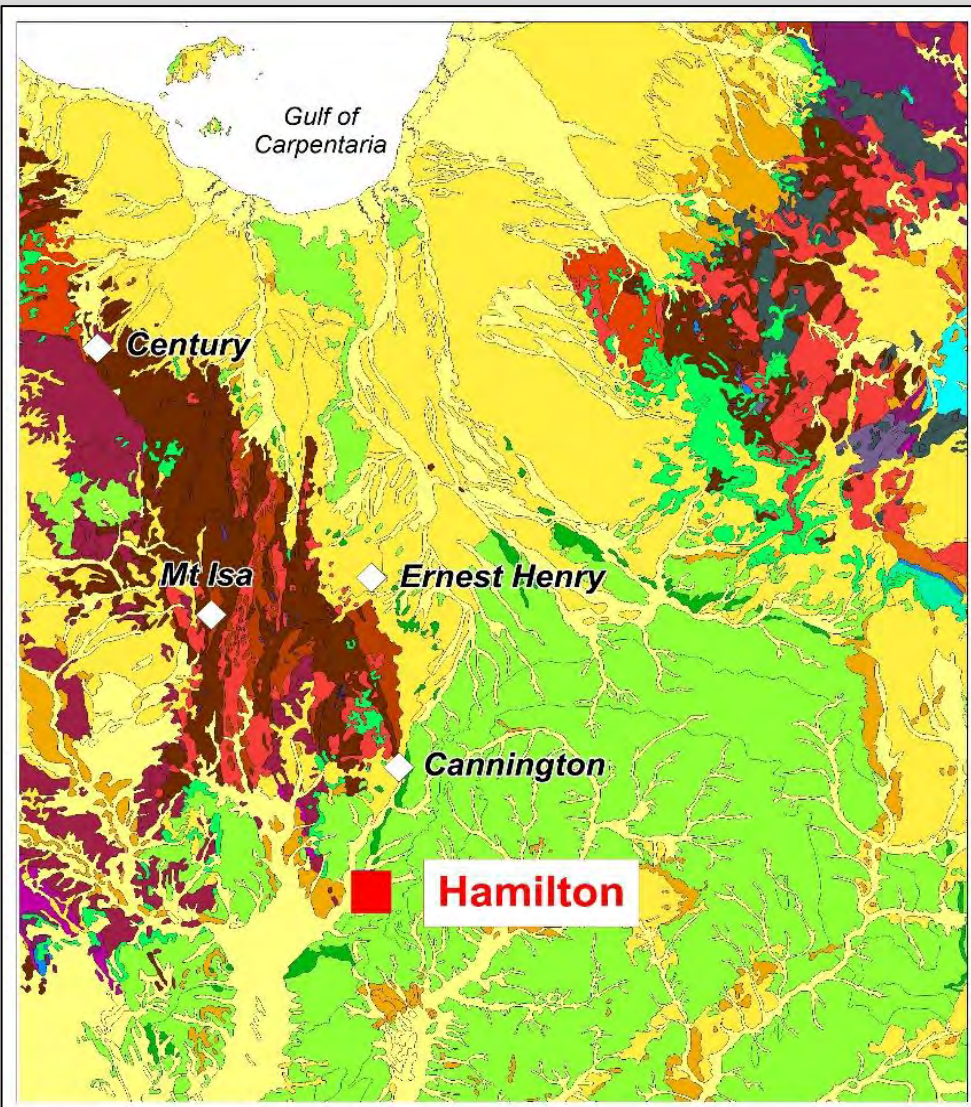 Gulf of
Carpentaria
Century
Mt Isa
Ernest Henry
Cannington
Hamilton